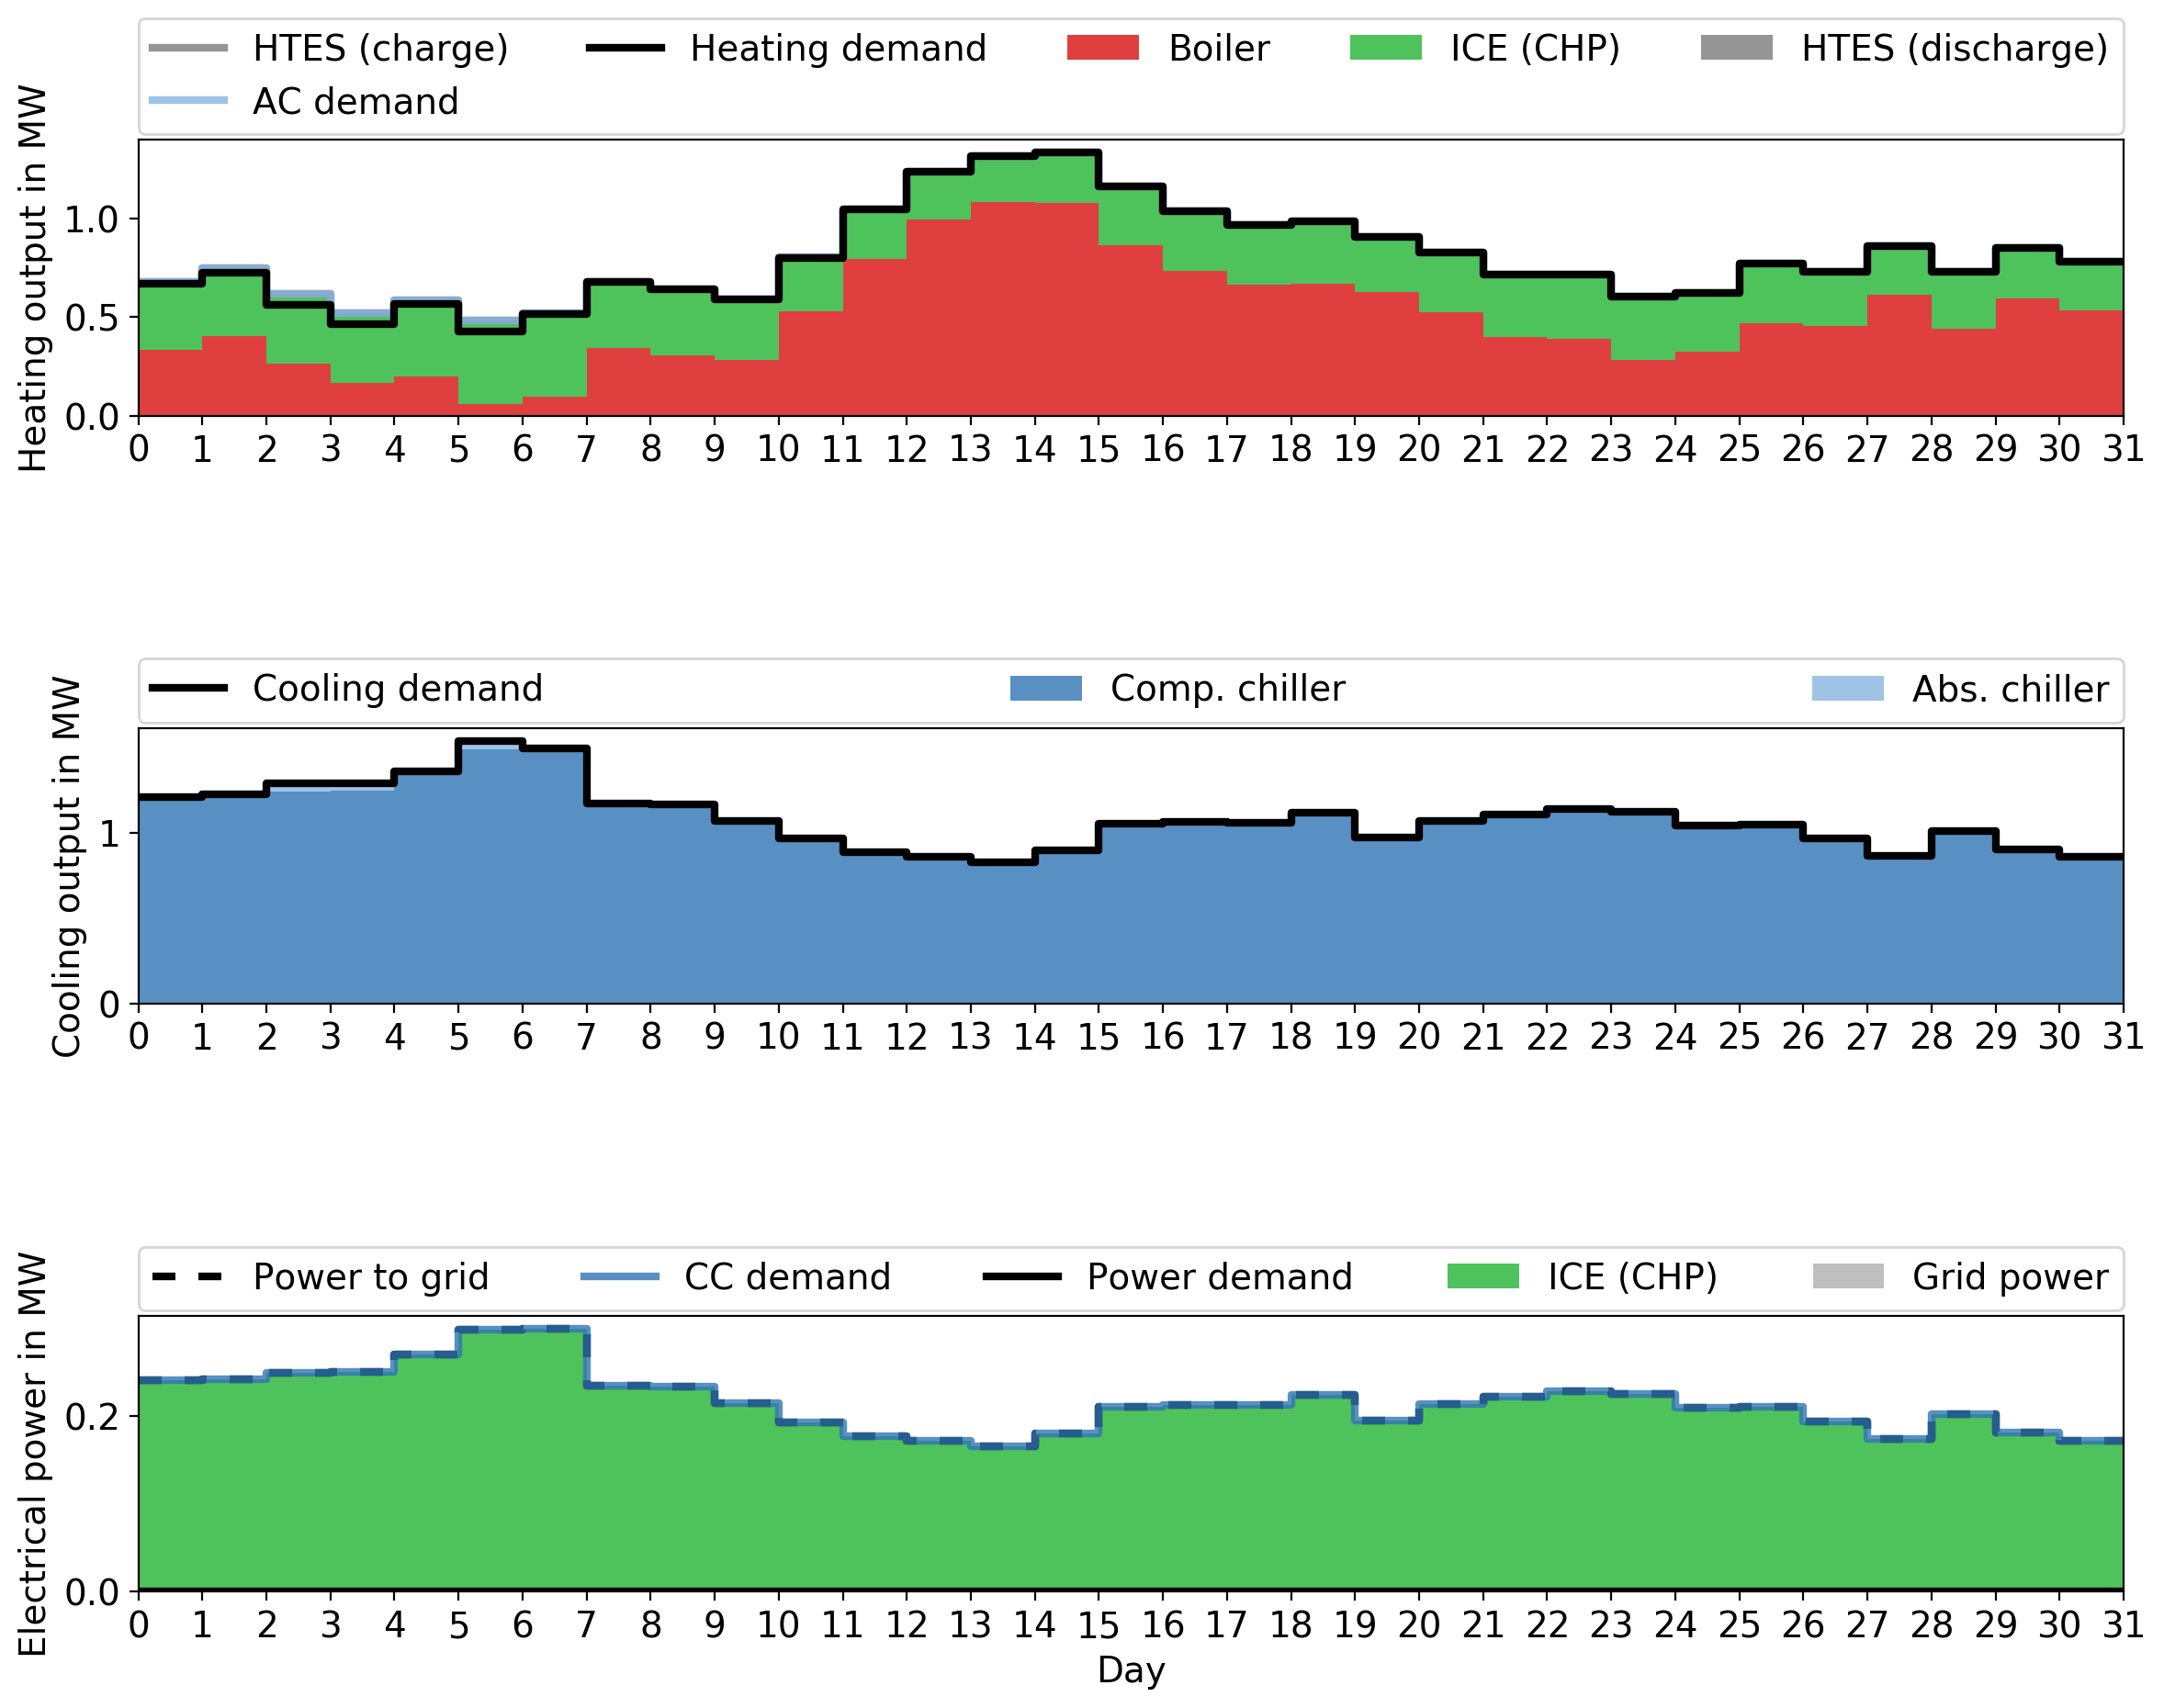 HTES (charge) Heating demand Boiler ICE (CHP) HTES (discharge)
AC demand
Heating output in MW
1.0
0.5
0.0
0 1 2 3 4 5 6 7 8 9 10 11 12 13 14 15 16 17 18 19 20 21 22 23 24 25 26 27 28 29 30 31
Cooling demand Comp. chiller Abs. chiller
Cooling output in MW
1
0
0 1 2 3 4 5 6 7 8 9 10 11 12 13 14 15 16 17 18 19 20 21 22 23 24 25 26 27 28 29 30 31
Power to grid CC demand Power demand ICE (CHP) Grid power
Electrical power in MW
0.2
0.0
0 1 2 3 4 5 6 7 8 9 10 11 12 13 14 15 16 17 18 19 20 21 22 23 24 25 26 27 28 29 30 31
Day